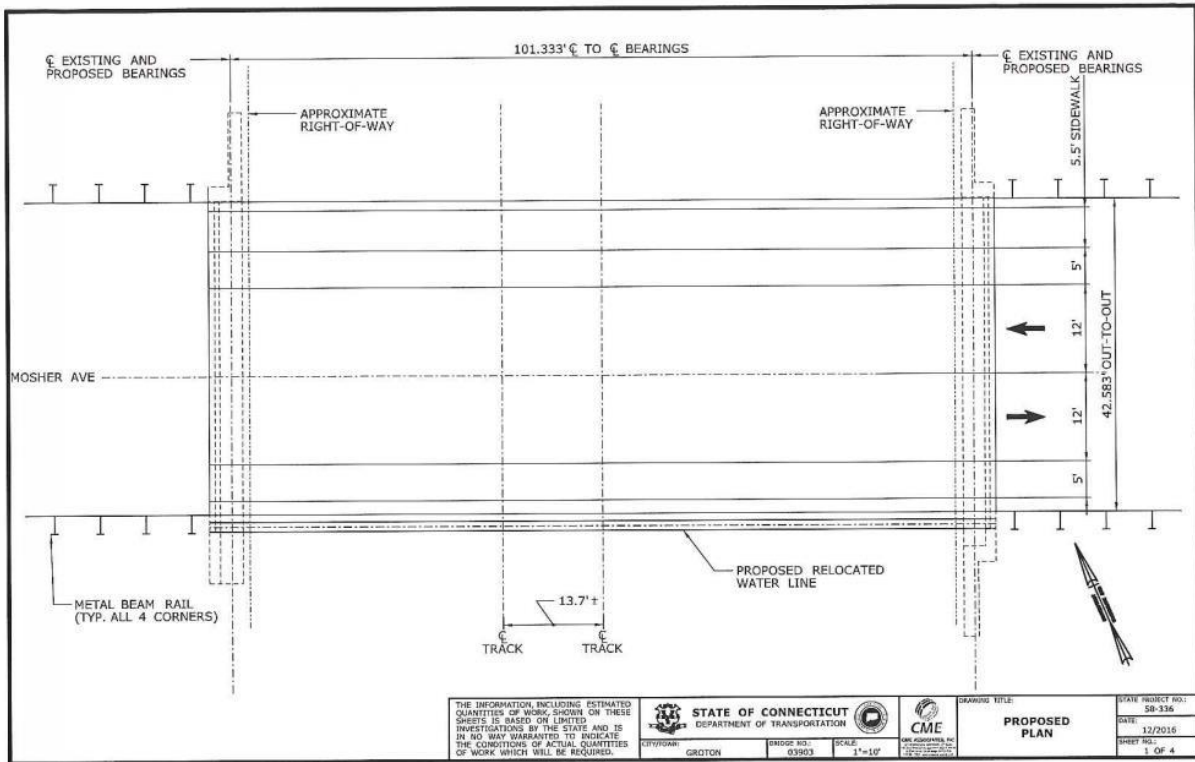 101.333' ℄ TO ℄ BEARINGS
℄ EXISTING AND
PROPOSED BEARINGS
℄ EXISTING AND
PROPOSED BEARINGS
APPROXIMATE
RIGHT-OF-WAY
APPROXIMATE
RIGHT-OF-WAY
5.5' SIDEWALK
5'
12'
MOSHER AVE
42.583' OUT-TO-OUT
12'
5'
PROPOSED RELOCATED
WATER LINE
METAL BEAM RAIL
(TYP. ALL 4 CORNERS)
13.7'±
℄
TRACK
℄
TRACK
THE INFORMATION, INCLUDING ESTIMATED
QUANTITIES OF WORK, SHOWN ON THESE
SHEETS IS BASED ON LIMITED
INVESTIGATIONS BY THE STATE AND IS
IN NO WAY WARRANTED TO INDICATE
THE CONDITIONS OF ACTUAL QUANTITIES
OF WORK WHICH WILL BE REQUIRED.
STATE OF CONNECTICUT
DEPARTMENT OF TRANSPORTATION
CITY/TOWN:
GROTON
BRIDGE NO.:
03903
SCALE:
1"=10'
CME
CME ASSOCIATES, INC.
DRAWING TITLE:
PROPOSED
PLAN
STATE PROJECT NO.:
58-336
DATE:
12/2016
SHEET NO.:
1 OF 4